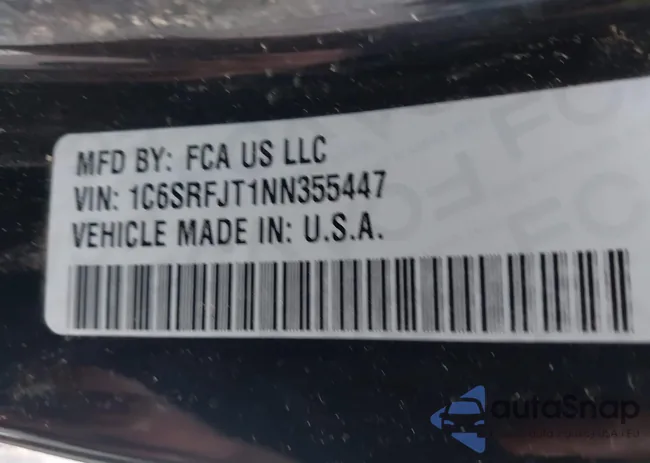 MFD BY: FCA US LLC
VIN: 1C6SRFJT1NN355447
VEHICLE MADE IN: U.S.A.
autoSnap